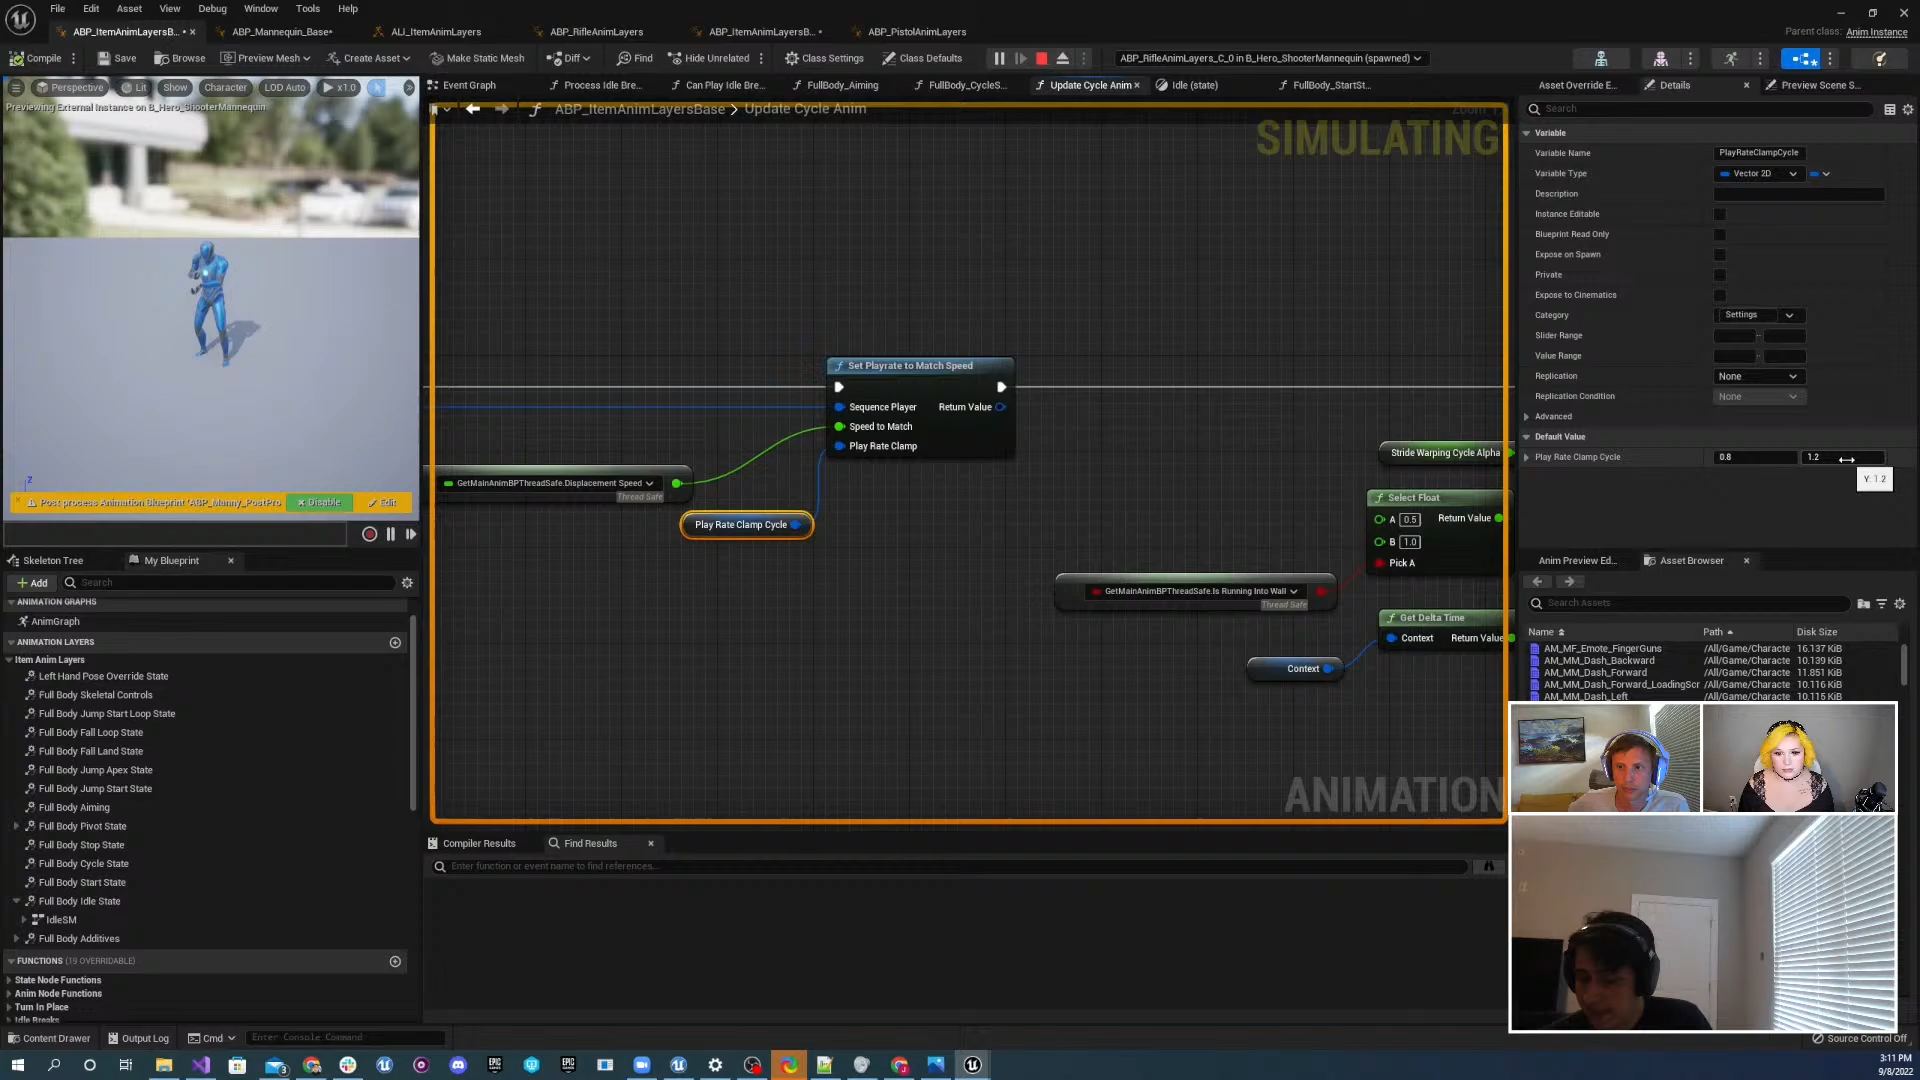 File Edit Asset View Window Tools Help
ABP_ItemAnimLayersB... • ABP_Mannequin_Base* ALI_ItemAnimLayers ABP_RifleAnimLayers ABP_ItemAnimLayersB... • ABP_PistolAnimLayers
Parent class: Anim Instance
Compile Save Browse Preview Mesh Create Asset Make Static Mesh Diff Find Hide Unrelated Class Settings Class Defaults ABP_RifleAnimLayers_C_0 in B_Hero_ShooterMannequin (spawned)
Perspective Lit Show Character LOD Auto x1.0
Previewing External Instance on B_Hero_ShooterMannequin
Event Graph Process Idle Bre... Can Play Idle Bre... FullBody_Aiming FullBody_CycleS... Update Cycle Anim Idle (state) FullBody_StartSt...
ABP_ItemAnimLayersBase > Update Cycle Anim
SIMULATING
Set Playrate to Match Speed
Sequence Player Return Value
Speed to Match
Play Rate Clamp
GetMainAnimBPThreadSafe.Displacement Speed
Thread Safe
Play Rate Clamp Cycle
Stride Warping Cycle Alpha
Select Float
A 0.5 Return Value
B 1.0
Pick A
GetMainAnimBPThreadSafe.Is Running Into Wall
Thread Safe
Get Delta Time
Context Return Value
Context
ANIMATION
Z
Post process Animation Blueprint 'ABP_Manny_PostPro Disable Edit
Skeleton Tree My Blueprint
Add Search
ANIMATION GRAPHS
AnimGraph
ANIMATION LAYERS
Item Anim Layers
Left Hand Pose Override State
Full Body Skeletal Controls
Full Body Jump Start Loop State
Full Body Fall Loop State
Full Body Fall Land State
Full Body Jump Apex State
Full Body Jump Start State
Full Body Aiming
Full Body Pivot State
Full Body Stop State
Full Body Cycle State
Full Body Start State
Full Body Idle State
IdleSM
Full Body Additives
FUNCTIONS (19 OVERRIDABLE)
State Node Functions
Anim Node Functions
Turn In Place
Idle Breaks
Compiler Results Find Results
Enter function or event name to find references...
Asset Override E... Details Preview Scene S...
Search
Variable
Variable Name PlayRateClampCycle
Variable Type Vector 2D
Description
Instance Editable
Blueprint Read Only
Expose on Spawn
Private
Expose to Cinematics
Category Settings
Slider Range
Value Range
Replication None
Replication Condition None
Advanced
Default Value
Play Rate Clamp Cycle 0.8 1.2
Y: 1.2
Anim Preview Ed... Asset Browser
Search Assets
Name Path Disk Size
AM_MF_Emote_FingerGuns /All/Game/Characte 16.137 KiB
AM_MM_Dash_Backward /All/Game/Characte 10.139 KiB
AM_MM_Dash_Forward /All/Game/Characte 11.851 KiB
AM_MM_Dash_Forward_LoadingScr /All/Game/Characte 10.116 KiB
AM_MM_Dash_Left /All/Game/Characte 10.115 KiB
Content Drawer Output Log Cmd Enter Console Command
Source Control Off
3:11 PM
9/8/2022